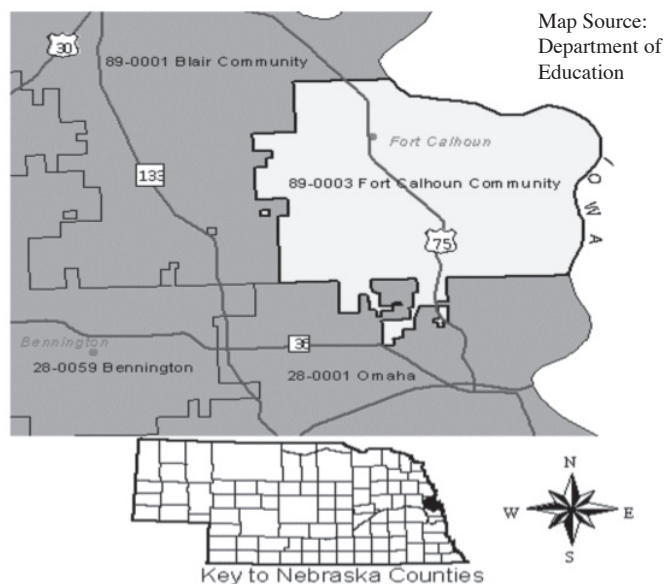 Map Source:
Department of
Education
30
89-0001 Blair Community
Fort Calhoun
133
89-0003 Fort Calhoun Community
IOWA
75
Bennington
36
28-0059 Bennington
28-0001 Omaha
N
W
E
S
Key to Nebraska Counties